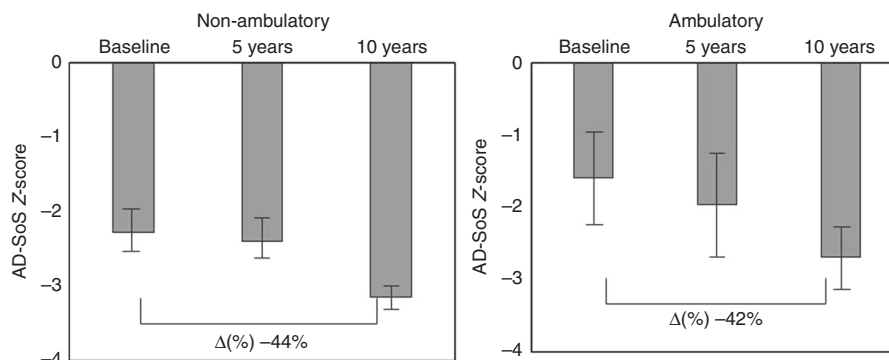 Non-ambulatory
Baseline 5 years 10 years
0
–1
–2
–3
–4
AD-SoS Z-score
Δ(%) –44%
Ambulatory
Baseline 5 years 10 years
0
–1
–2
–3
–4
AD-SoS Z-score
Δ(%) –42%